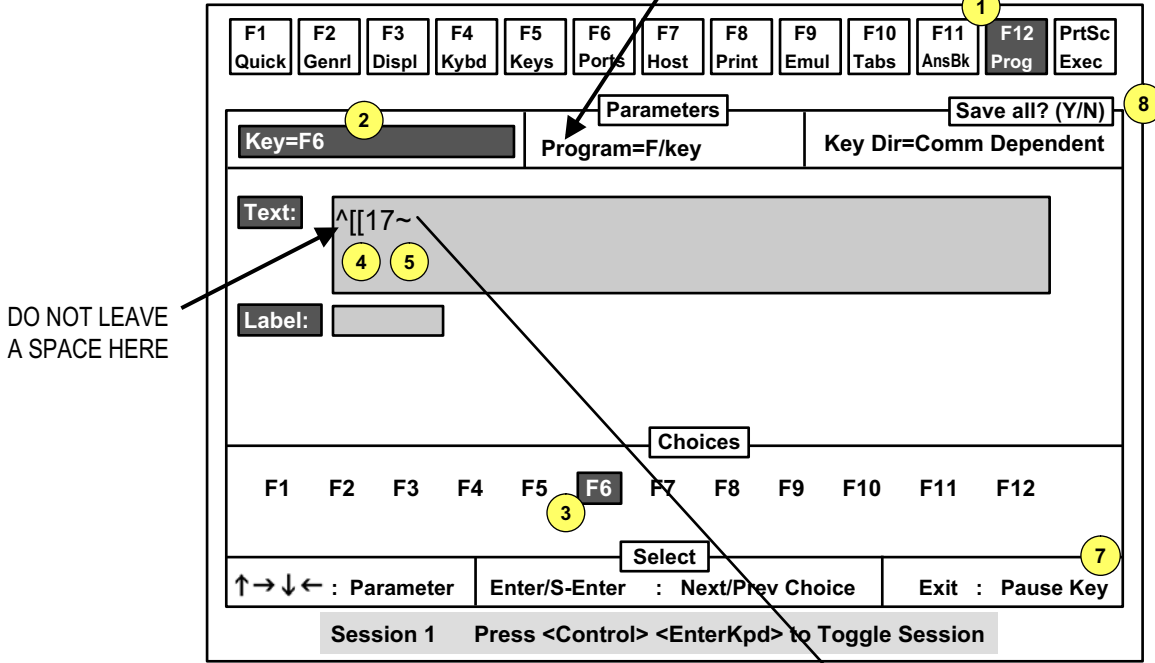 1
F1 F2 F3 F4 F5 F6 F7 F8 F9 F10 F11 F12 PrtSc
Quick Genrl Displ Kybd Keys Ports Host Print Emul Tabs AnsBk Prog Exec
Parameters
Save all? (Y/N)
8
2
Key=F6
Program=F/key
Key Dir=Comm Dependent
Text:
^[[17~
4 5
DO NOT LEAVE
A SPACE HERE
Label:
Choices
F1 F2 F3 F4 F5 F6 F7 F8 F9 F10 F11 F12
3
Select
7
↑→↓← : Parameter
Enter/S-Enter : Next/Prev Choice
Exit : Pause Key
Session 1 Press <Control> <EnterKpd> to Toggle Session